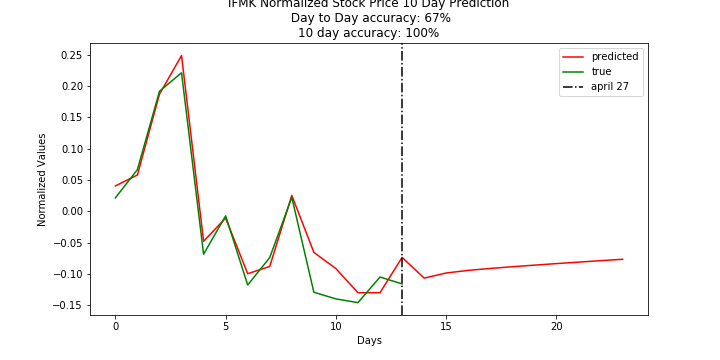 IFMK Normalized Stock Price 10 Day Prediction
Day to Day accuracy: 67%
10 day accuracy: 100%
predicted
true
april 27
Normalized Values
0.25
0.20
0.15
0.10
0.05
0.00
−0.05
−0.10
−0.15
0 5 10 15 20
Days